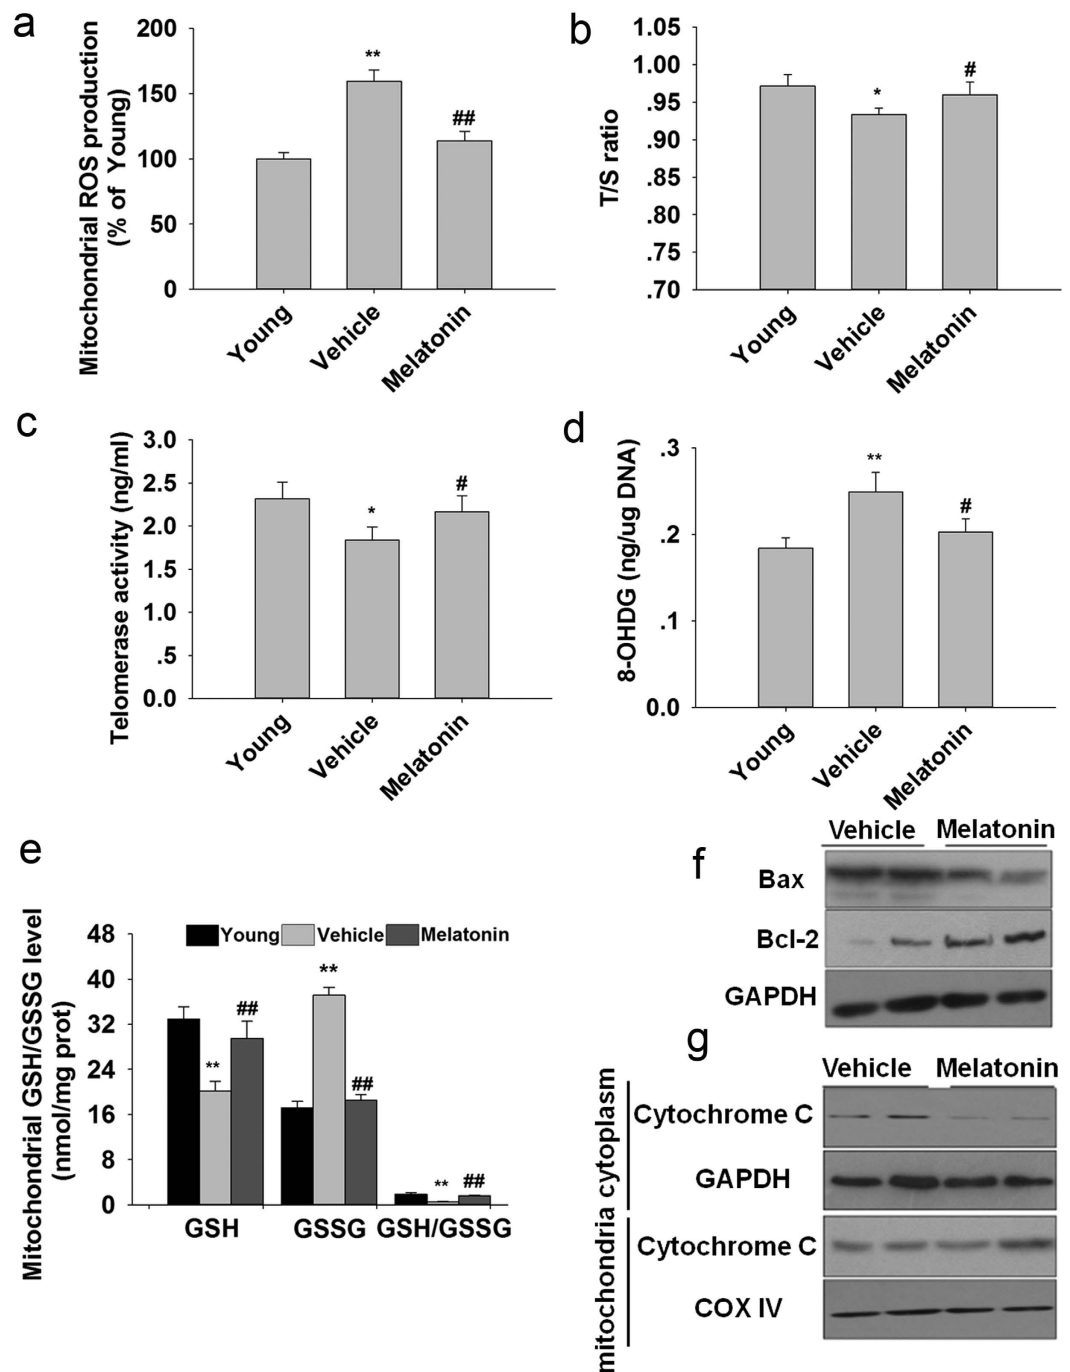 a
Mitochondrial ROS production
(% of Young)
200
150
100
50
0
**
##
Young
Vehicle
Melatonin
b
T/S ratio
1.05
1.00
.95
.90
.85
.80
.75
.70
*
#
Young
Vehicle
Melatonin
c
Telomerase activity (ng/ml)
3.0
2.5
2.0
1.5
1.0
.5
0.0
*
#
Young
Vehicle
Melatonin
d
8-OHDG (ng/ug DNA)
.3
.2
.1
0.0
**
#
Young
Vehicle
Melatonin
e
Mitochondrial GSH/GSSG level
(nmol/mg prot)
48
40
32
24
16
8
0
Young Vehicle Melatonin
**
##
**
##
**
##
GSH GSSG GSH/GSSG
f
Vehicle Melatonin
Bax
Bcl-2
GAPDH
g
Vehicle Melatonin
cytoplasm
Cytochrome C
GAPDH
mitochondria
Cytochrome C
COX IV